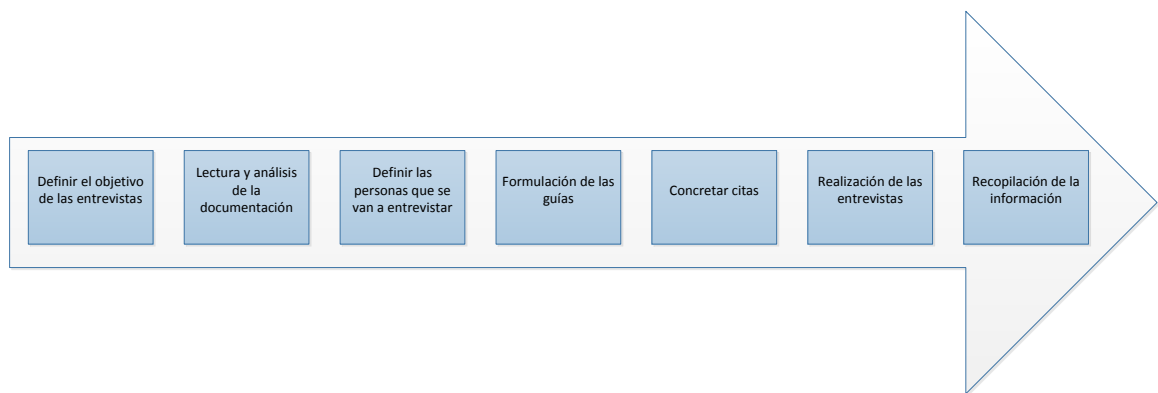 Definir el objetivo
de las entrevistas
Lectura y análisis
de la
documentación
Definir las
personas que se
van a entrevistar
Formulación de las
guías
Concretar citas
Realización de las
entrevistas
Recopilación de la
información